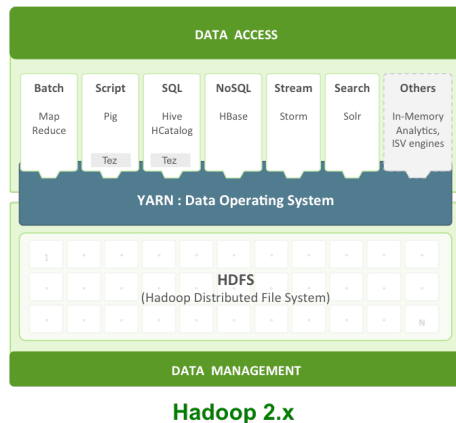 DATA ACCESS
Batch
Map
Reduce
Script
Pig
Tez
SQL
Hive
HCatalog
Tez
NoSQL
HBase
Stream
Storm
Search
Solr
Others
In-Memory
Analytics,
ISV engines
YARN : Data Operating System
1
HDFS
(Hadoop Distributed File System)
N
DATA MANAGEMENT
Hadoop 2.x